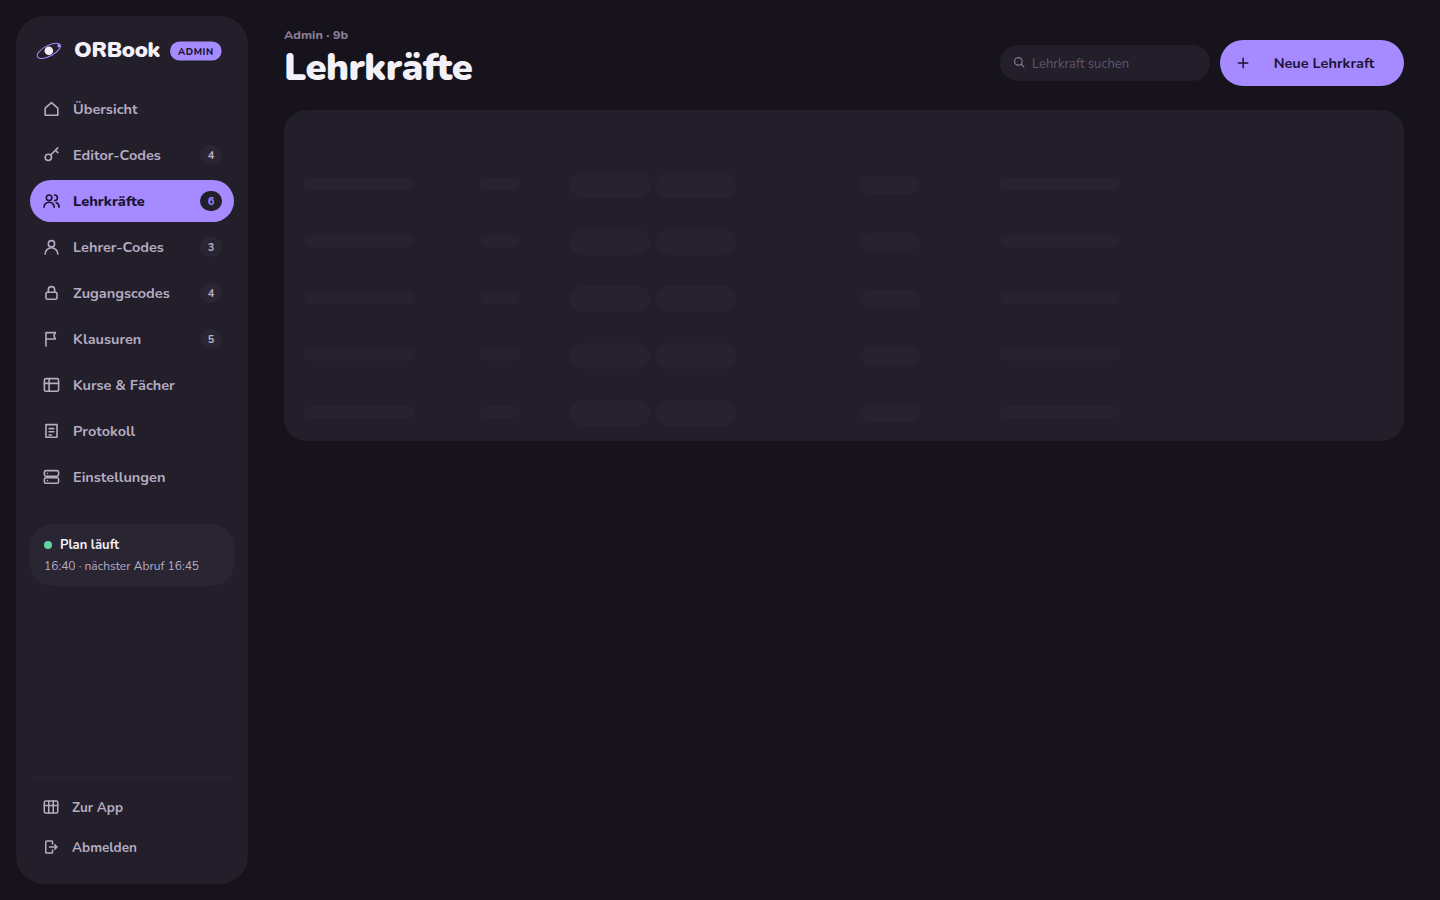 ORBook ADMIN
Übersicht
Editor-Codes 4
Lehrkräfte 6
Lehrer-Codes 3
Zugangscodes 4
Klausuren 5
Kurse & Fächer
Protokoll
Einstellungen
Plan läuft
16:40 · nächster Abruf 16:45
Zur App
Abmelden
Admin · 9b
Lehrkräfte
Lehrkraft suchen
Neue Lehrkraft